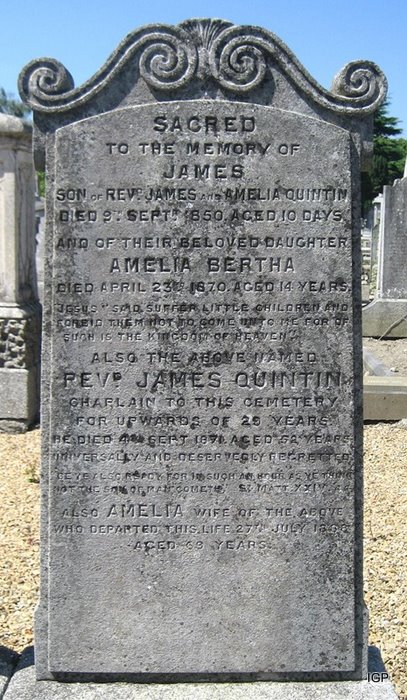 SACRED
TO THE MEMORY OF
JAMES
SON OF REVD. JAMES AND AMELIA QUINTIN
DIED 9TH SEPTR. 1850. AGED 10 DAYS.
AND OF THEIR BELOVED DAUGHTER
AMELIA BERTHA
DIED APRIL 23RD. 1870. AGED 14 YEARS.
JESUS SAID, SUFFER LITTLE CHILDREN AND
FORBID THEM NOT TO COME UNTO ME FOR OF
SUCH IS THE KINGDOM OF HEAVEN.
ALSO THE ABOVE NAMED
REVD. JAMES QUINTIN
CHAPLAIN TO THIS CEMETERY
FOR UPWARDS OF YEARS.
HE DIED 4TH SEPT. 1871. AGED YEARS.
UNIVERSALLY AND DESERVEDLY REGRETTED.
BE YE ALSO READY FOR IN SUCH AN HOUR AS YE THINK
NOT THE SON OF MAN COMETH. ST. MATT. XXIV.
ALSO AMELIA WIFE OF THE ABOVE
WHO DEPARTED THIS LIFE 27TH JULY
AGED YEARS.
IGP